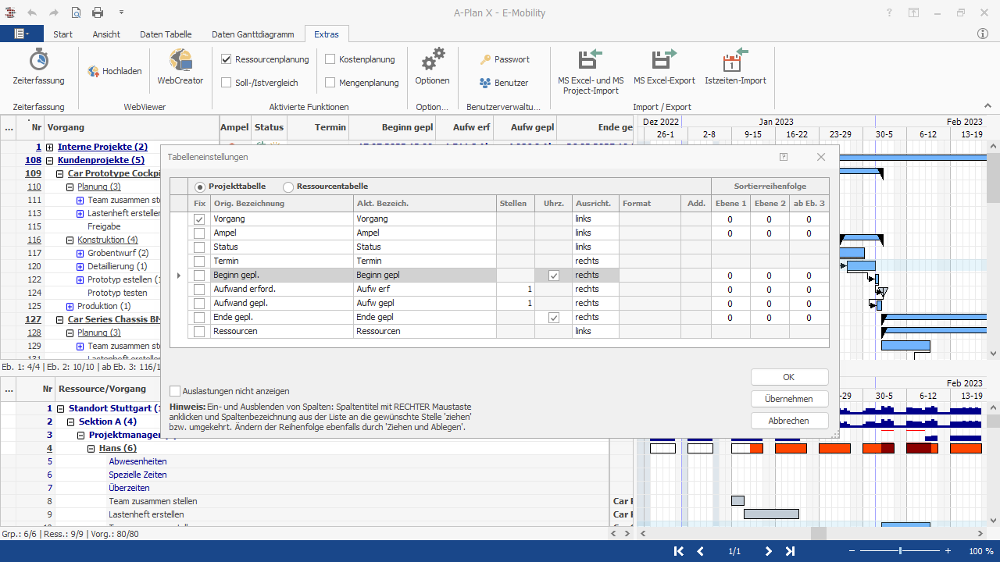 A-Plan X - E-Mobility
Start Ansicht Daten Tabelle Daten Ganttdiagramm Extras
Zeiterfassung
Hochladen
WebCreator
Ressourcenplanung
Soll-/Istvergleich
Kostenplanung
Mengenplanung
Optionen
Passwort
Benutzer
MS Excel- und MS
Project-Import
MS Excel-Export
Istzeiten-Import
Zeiterfassung WebViewer Aktivierte Funktionen Option... Benutzerverwaltu... Import / Export
... Nr Vorgang Ampel Status Termin Beginn gepl Aufw erf Aufw gepl Ende gepl
Dez 2022 Jan 2023 Feb 2023
26-1 2-8 9-15 16-22 23-29 30-5 6-12 13-19
1 Interne Projekte (2)
108 Kundenprojekte (5)
109 Car Prototype Cockpi
110 Planung (3)
111 Team zusammen ste
113 Lastenheft erstellen
115 Freigabe
116 Konstruktion (4)
117 Grobentwurf (2)
120 Detaillierung (1)
122 Prototyp estellen (1
124 Prototyp testen
125 Produktion (1)
127 Car Series Chassis BM
128 Planung (3)
129 Team zusammen ste
131 Lastenheft erstellen
Eb. 1: 4/4 | Eb. 2: 10/10 | ab Eb. 3: 116/1
Tabelleneinstellungen
Projekttabelle Ressourcentabelle Sortierreihenfolge
Fix Orig. Bezeichnung Akt. Bezeich. Stellen Uhrz. Ausricht. Format Add. Ebene 1 Ebene 2 ab Eb. 3
Vorgang Vorgang links 0 0 0
Ampel Ampel links 0 0 0
Status Status links
Termin Termin rechts
Beginn gepl. Beginn gepl rechts 0 0 0
Aufwand erford. Aufw erf 1 rechts 0 0 0
Aufwand gepl. Aufw gepl 1 rechts 0 0 0
Ende gepl. Ende gepl rechts 0 0 0
Ressourcen Ressourcen links
Auslastungen nicht anzeigen
Hinweis: Ein- und Ausblenden von Spalten: Spaltentitel mit RECHTER Maustaste
anklicken und Spaltenbezeichnung aus der Liste an die gewünschte Stelle 'ziehen'
bzw. umgekehrt. Ändern der Reihenfolge ebenfalls durch 'Ziehen und Ablegen'.
OK
Übernehmen
Abbrechen
... Nr Ressource/Vorgang
Feb 2023
-29 30-5 6-12 13-19
1 Standort Stuttgart (1
2 Sektion A (4)
3 Projektmanager
4 Hans (6)
5 Abwesenheiten
6 Spezielle Zeiten
7 Überzeiten
8 Team zusammen stellen Car
9 Lastenheft erstellen Car
Grp.: 6/6 | Ress.: 9/9 | Vorg.: 80/80
1/1
100 %